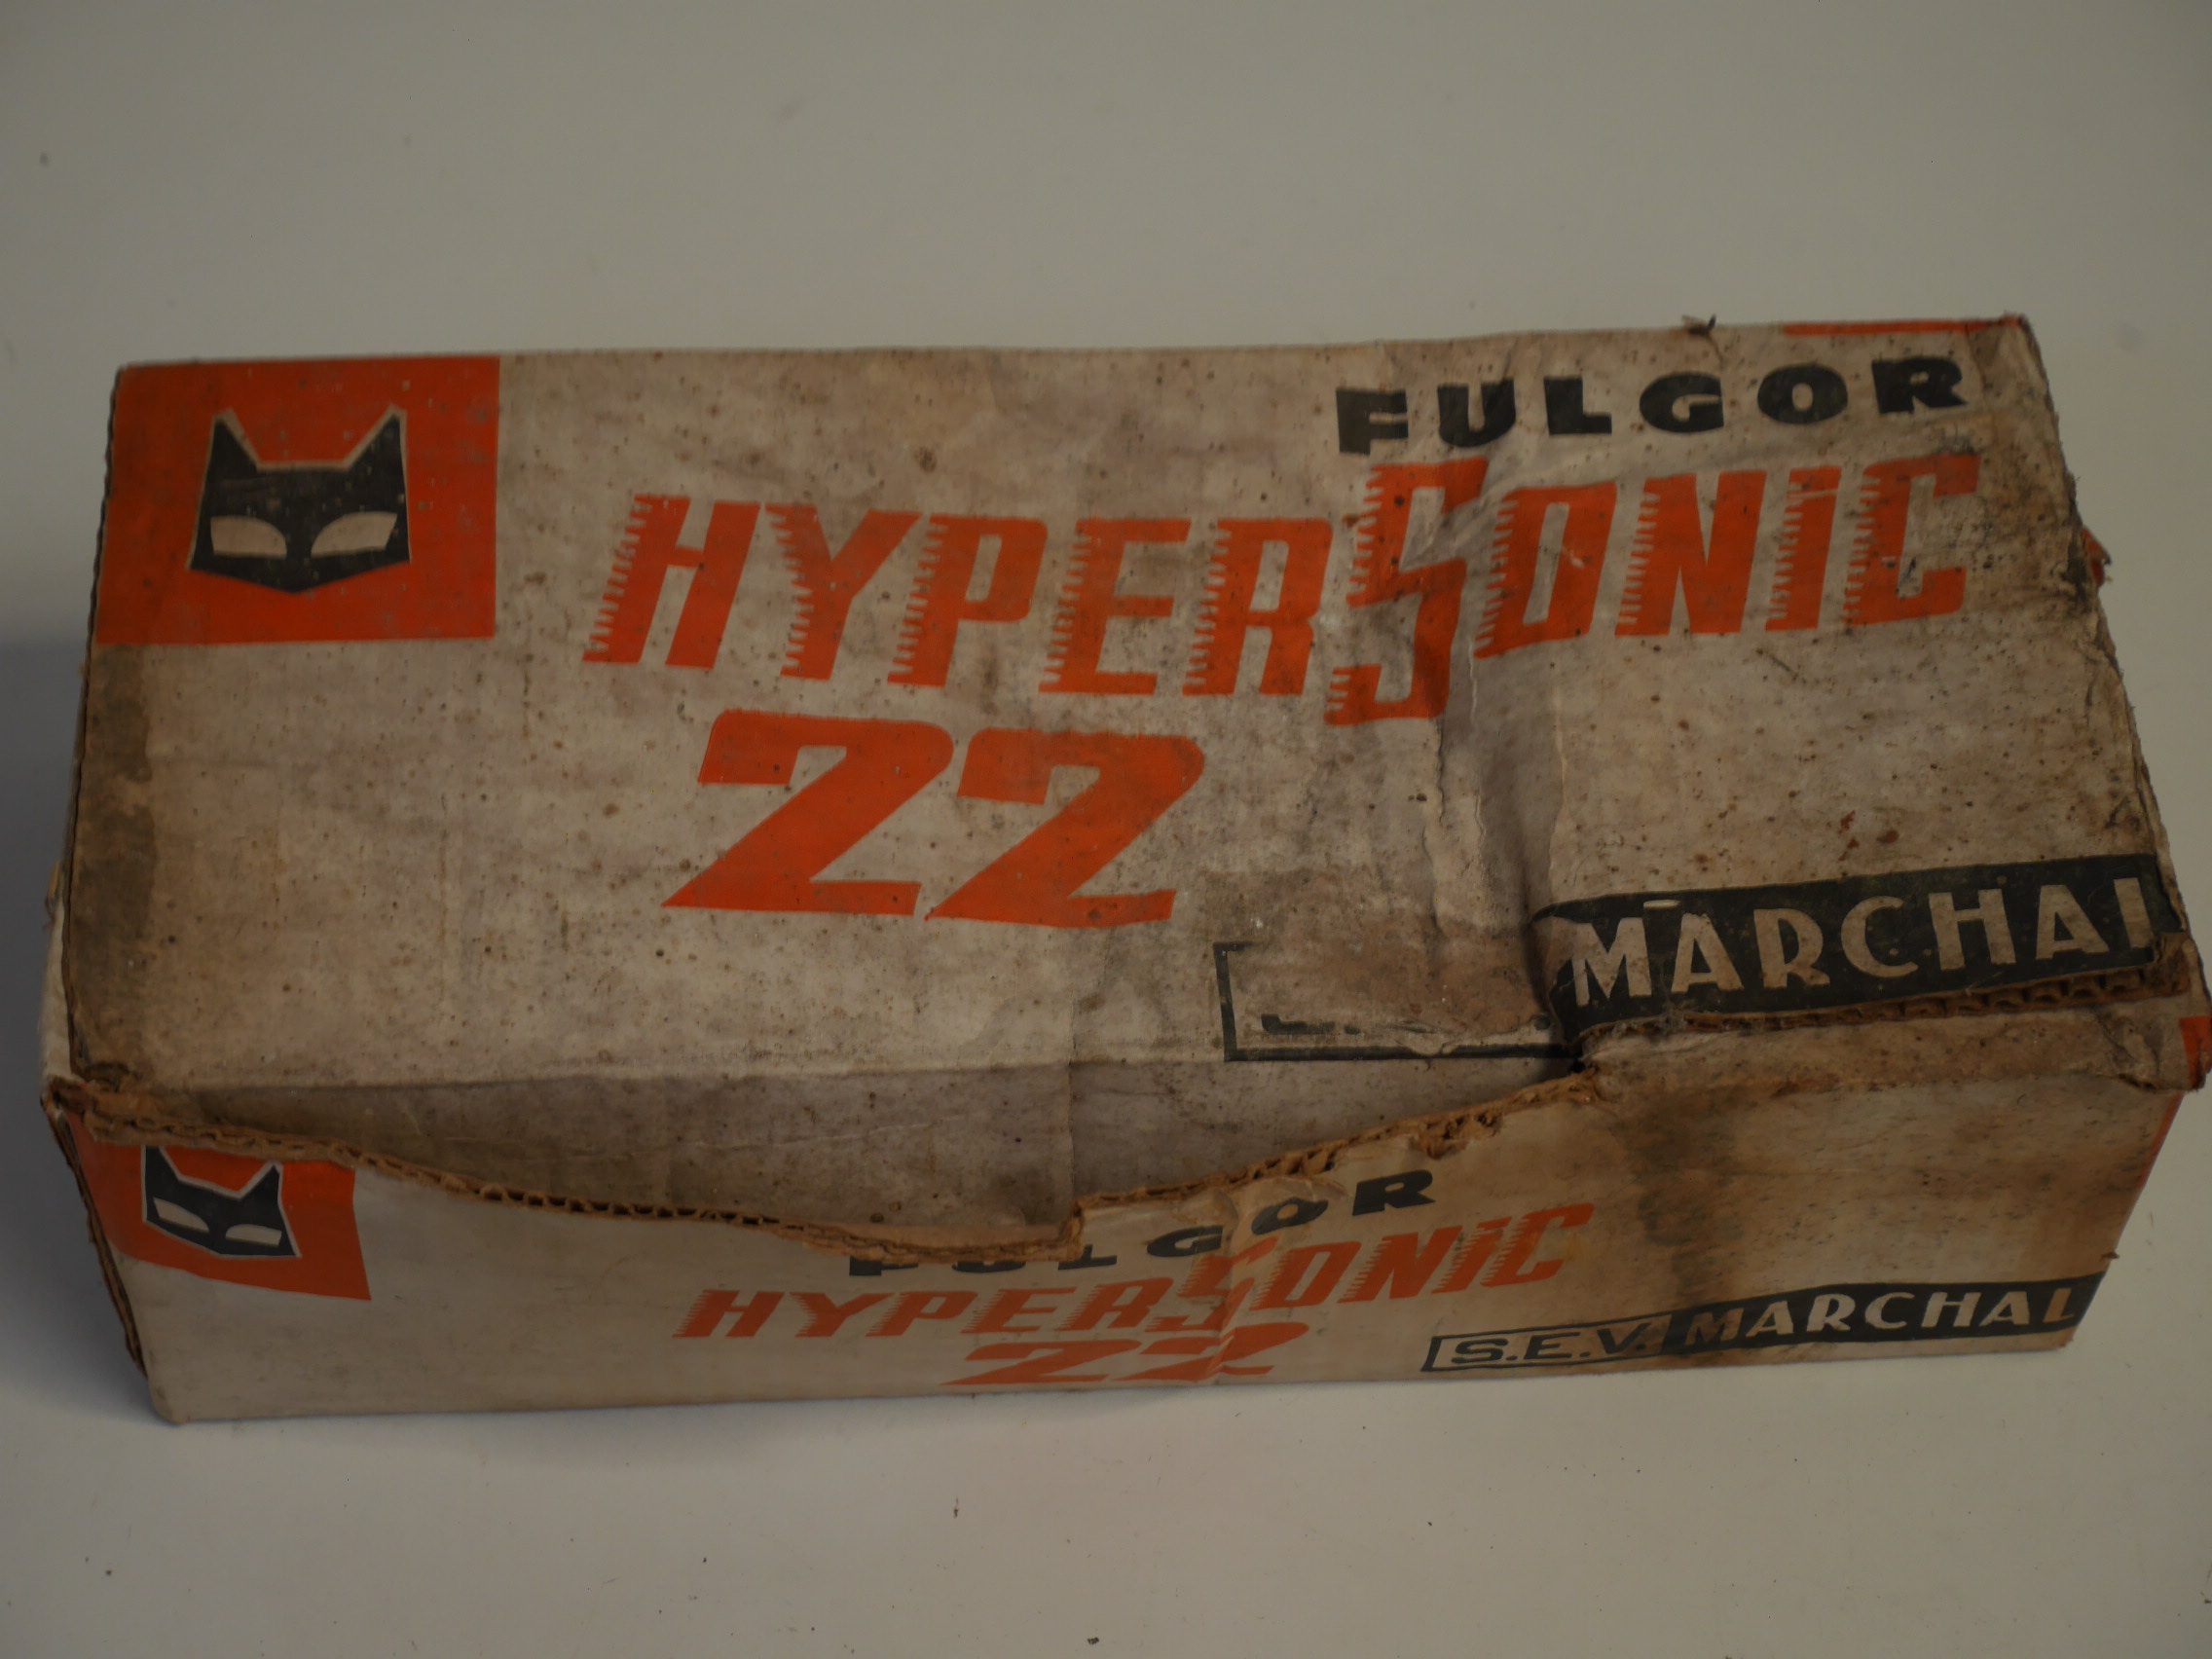 FULGOR
HYPERSONIC
22
MARCHAL
FULGOR
HYPERSONIC
22
S.E.V. MARCHAL